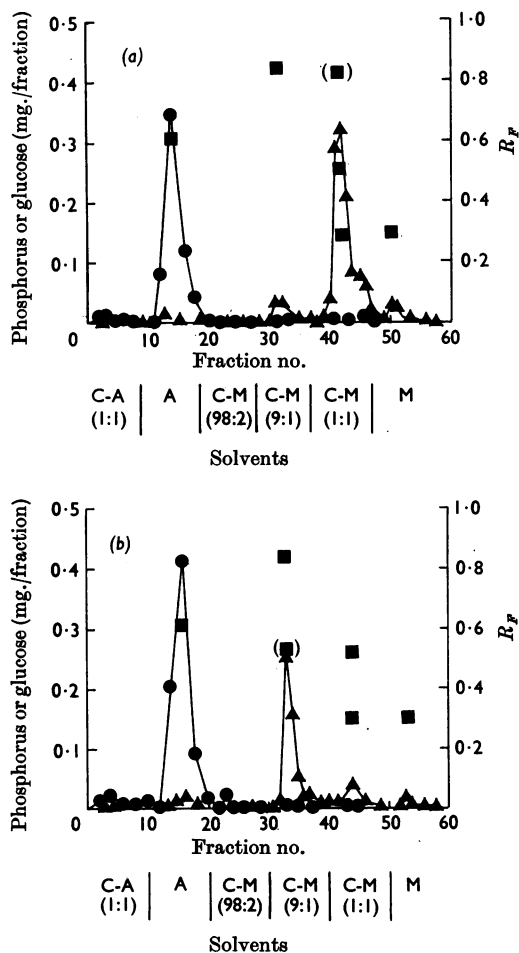 (a)
Phosphorus or glucose (mg./fraction)
0·5
0·4
0·3
0·2
0·1
0
1·0
0·8
0·6
0·4
0·2
R_F
( )
10 20 30 40 50 60
Fraction no.
C-A A C-M C-M C-M M
(1:1) (98:2) (9:1) (1:1)
Solvents
(b)
Phosphorus or glucose (mg./fraction)
0·5
0·4
0·3
0·2
0·1
1·0
0·8
0·6
0·4
0·2
R_F
( )
0 10 20 30 40 50 60
Fraction no.
C-A A C-M C-M C-M M
(1:1) (98:2) (9:1) (1:1)
Solvents